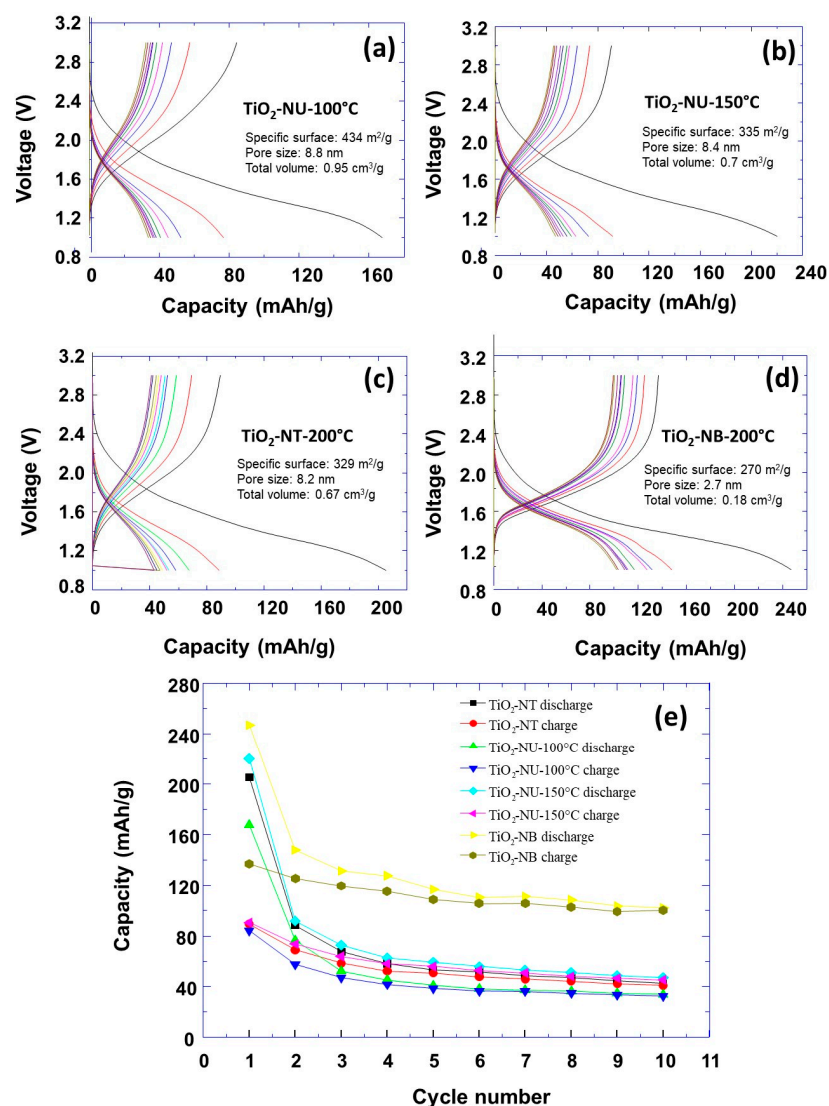 3.2
2.8
2.4
2.0
1.6
1.2
0.8
Voltage (V)
(a)
TiO₂-NU-100°C
Specific surface: 434 m²/g
Pore size: 8.8 nm
Total volume: 0.95 cm³/g
0 40 80 120 160
Capacity (mAh/g)
3.2
2.8
2.4
2.0
1.6
1.2
0.8
Voltage (V)
(b)
TiO₂-NU-150°C
Specific surface: 335 m²/g
Pore size: 8.4 nm
Total volume: 0.7 cm³/g
0 40 80 120 160 200 240
Capacity (mAh/g)
3.2
2.8
2.4
2.0
1.6
1.2
0.8
Voltage (V)
(c)
TiO₂-NT-200°C
Specific surface: 329 m²/g
Pore size: 8.2 nm
Total volume: 0.67 cm³/g
0 40 80 120 160 200
Capacity (mAh/g)
3.2
2.8
2.4
2.0
1.6
1.2
0.8
Voltage (V)
(d)
TiO₂-NB-200°C
Specific surface: 270 m²/g
Pore size: 2.7 nm
Total volume: 0.18 cm³/g
0 40 80 120 160 200 240
Capacity (mAh/g)
280
240
200
160
120
80
40
0
Capacity (mAh/g)
(e)
TiO₂-NT discharge
TiO₂-NT charge
TiO₂-NU-100°C discharge
TiO₂-NU-100°C charge
TiO₂-NU-150°C discharge
TiO₂-NU-150°C charge
TiO₂-NB discharge
TiO₂-NB charge
0 1 2 3 4 5 6 7 8 9 10 11
Cycle number